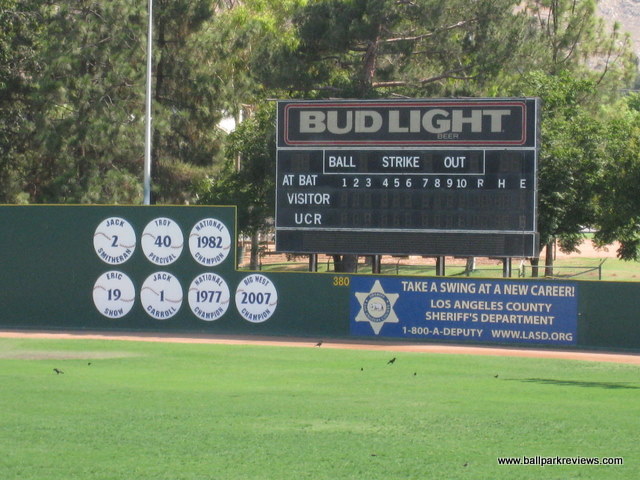 BUD LIGHT
BEER
BALL STRIKE OUT
AT BAT 1 2 3 4 5 6 7 8 9 10 R H E
VISITOR
UCR
JACK 2 SMITHERAN
TROY 40 PERCIVAL
NATIONAL 1982 CHAMPION
ERIC 19 SHOW
JACK 1 CARROLL
NATIONAL 1977 CHAMPION
BIG WEST 2007 CHAMPION
380
TAKE A SWING AT A NEW CAREER!
LOS ANGELES COUNTY
SHERIFF'S DEPARTMENT
1-800-A-DEPUTY WWW.LASD.ORG
www.ballparkreviews.com